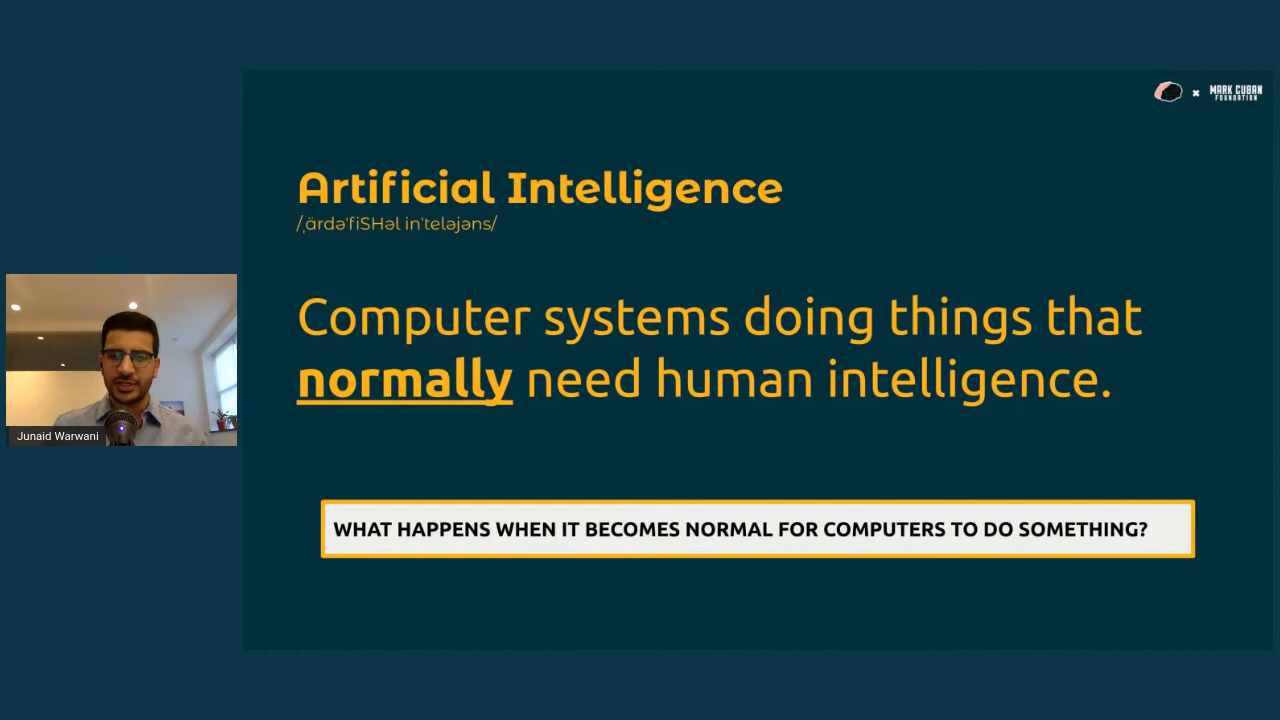 MARK CUBAN
FOUNDATION
Artificial Intelligence
/ˌärdəˈfiSHəl inˈteləjəns/
Computer systems doing things that
normally need human intelligence.
Junaid Warwani
WHAT HAPPENS WHEN IT BECOMES NORMAL FOR COMPUTERS TO DO SOMETHING?